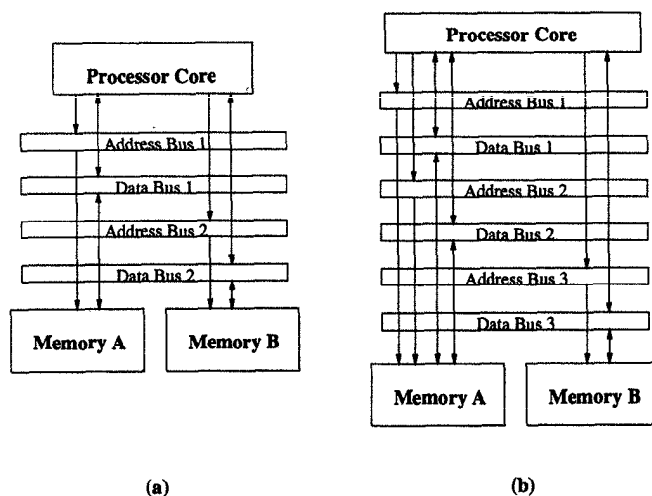 Processor Core
Address Bus 1
Data Bus 1
Address Bus 2
Data Bus 2
Memory A
Memory B
(a)
Processor Core
Address Bus 1
Data Bus 1
Address Bus 2
Data Bus 2
Address Bus 3
Data Bus 3
Memory A
Memory B
(b)